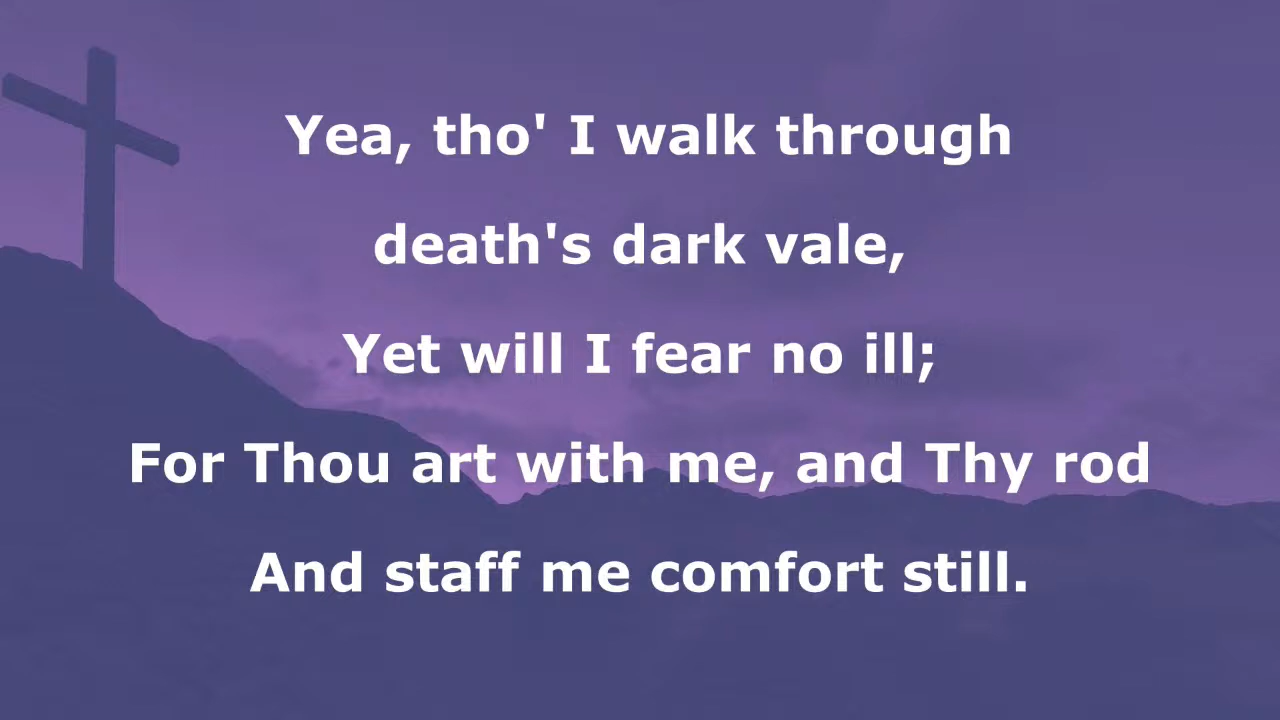 Yea, tho' I walk through
death's dark vale,
Yet will I fear no ill;
For Thou art with me, and Thy rod
And staff me comfort still.